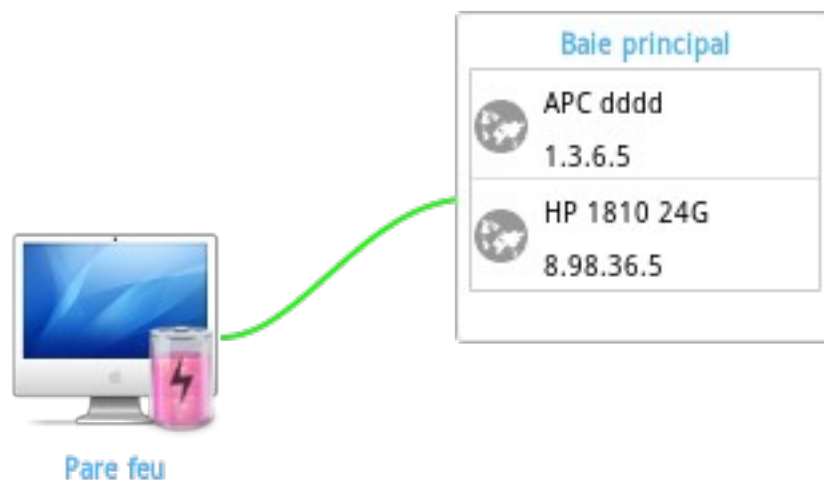 Baie principal
APC dddd
1.3.6.5
HP 1810 24G
8.98.36.5
Pare feu